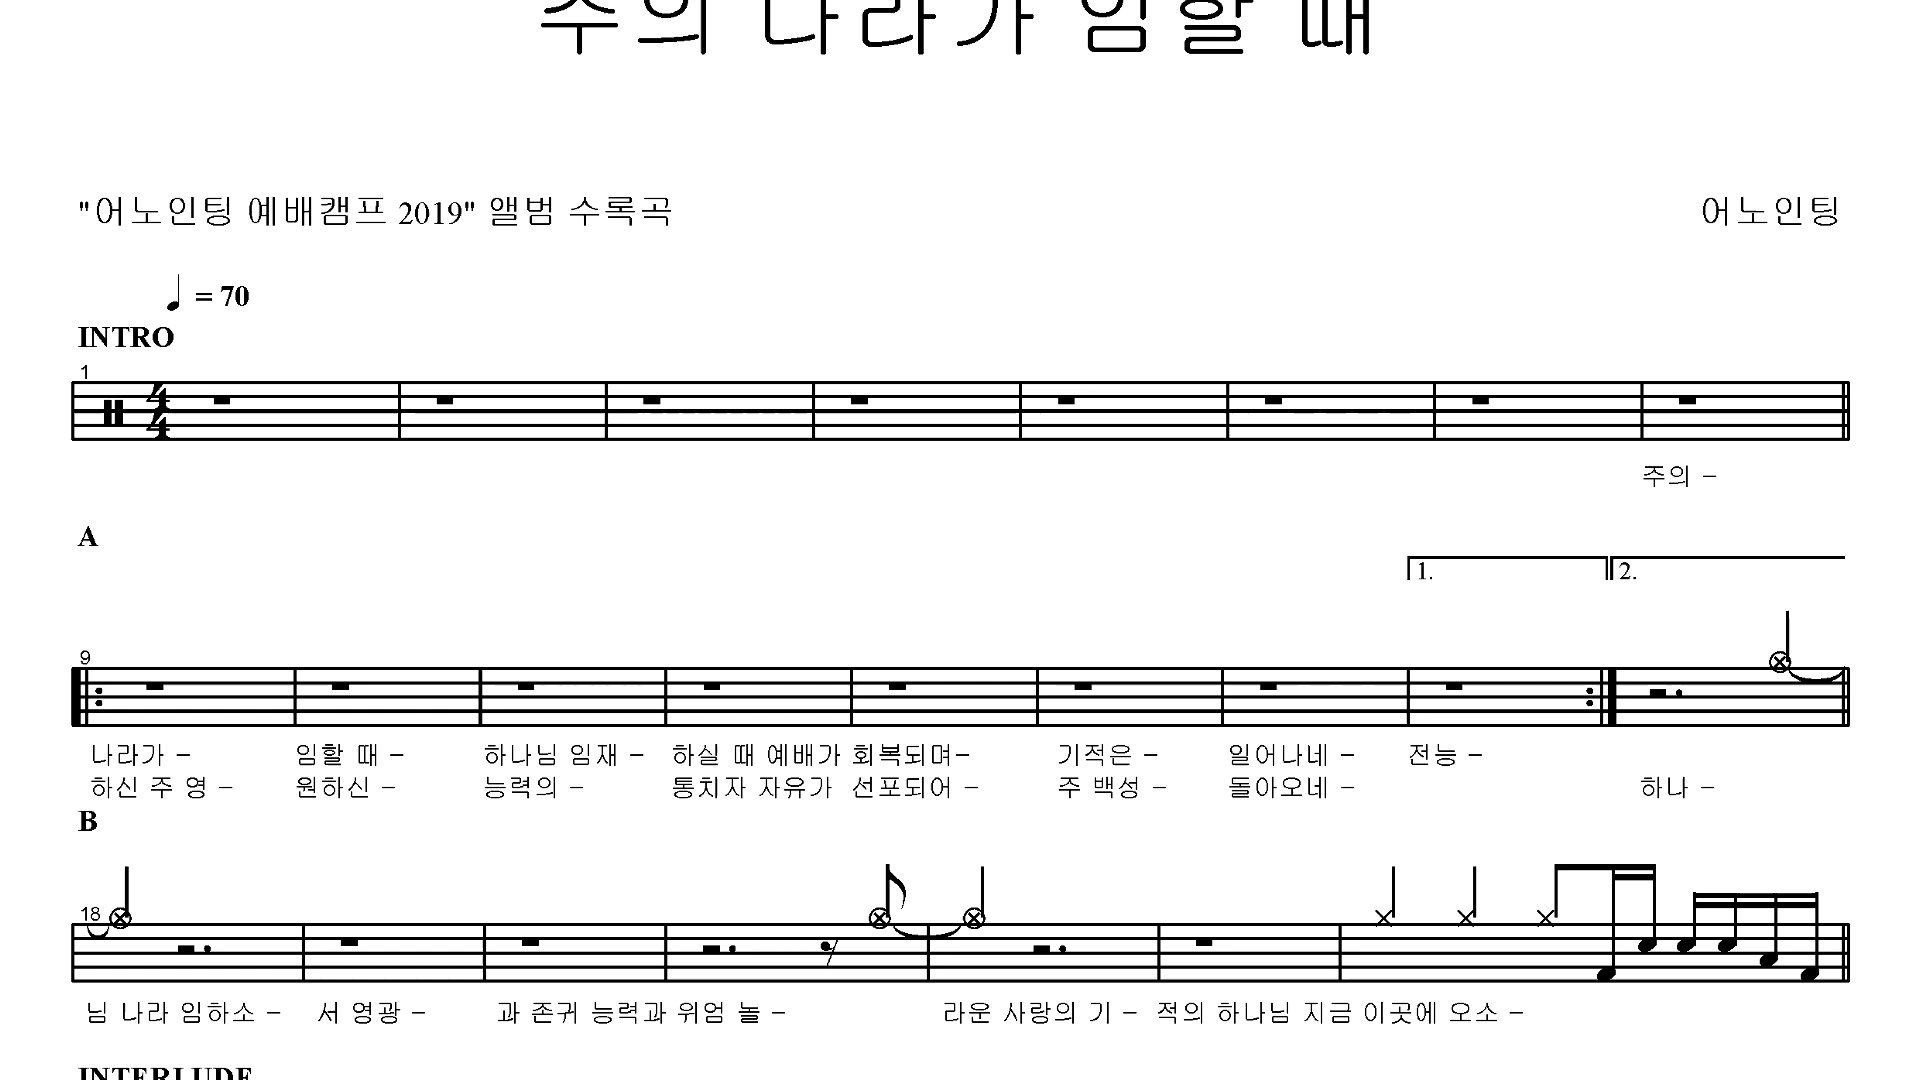 주의 나라가 임할 때
"어노인팅 예배캠프 2019" 앨범 수록곡
어노인팅
= 70
INTRO
1
4
4
주의 –
A
1.
2.
9
나라가 – 임할 때 – 하나님 임재 – 하실 때 예배가 회복되며– 기적은 – 일어나네 – 전능 –
하신 주 영 – 원하신 – 능력의 – 통치자 자유가 선포되어 – 주 백성 – 돌아오네 – 하나 –
B
18
님 나라 임하소 – 서 영광 – 과 존귀 능력과 위엄 놀 – 라운 사랑의 기 – 적의 하나님 지금 이곳에 오소 –
INTERLUDE